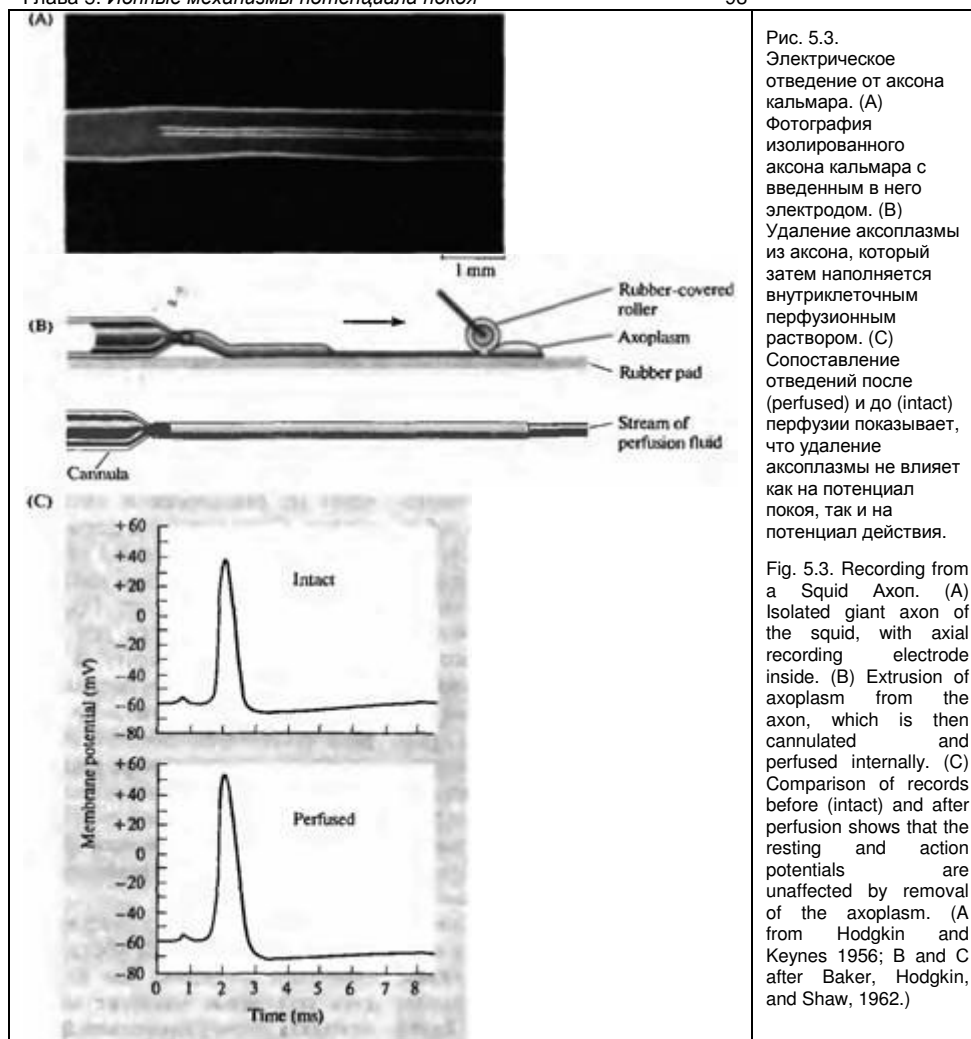 Глава 5. Ионные механизмы потенциала покоя
(A)
1 mm
(B)
Rubber-covered
roller
Axoplasm
Rubber pad
Stream of
perfusion fluid
Cannula
(C)
Membrane potential (mV)
+60
+40
+20
0
−20
−40
−60
−80
Intact
+60
+40
+20
0
−20
−40
−60
−80
Perfused
0 1 2 3 4 5 6 7 8
Time (ms)
Рис. 5.3.
Электрическое
отведение от аксона
кальмара. (А)
Фотография
изолированного
аксона кальмара с
введенным в него
электродом. (В)
Удаление аксоплазмы
из аксона, который
затем наполняется
внутриклеточным
перфузионным
раствором. (С)
Сопоставление
отведений после
(perfused) и до (intact)
перфузии показывает,
что удаление
аксоплазмы не влияет
как на потенциал
покоя, так и на
потенциал действия.
Fig. 5.3. Recording from
a Squid Ахоп. (A)
Isolated giant axon of
the squid, with axial
recording electrode
inside. (B) Extrusion of
axoplasm from the
axon, which is then
cannulated and
perfused internally. (C)
Comparison of records
before (intact) and after
perfusion shows that the
resting and action
potentials are
unaffected by removal
of the axoplasm. (A
from Hodgkin and
Keynes 1956; B and C
after Baker, Hodgkin,
and Shaw, 1962.)